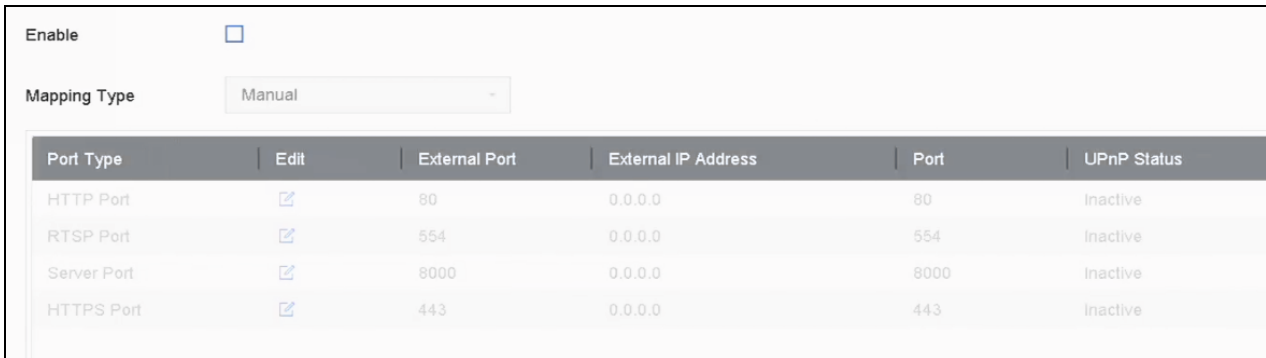 Enable
Mapping Type Manual
Port Type Edit External Port External IP Address Port UPnP Status
HTTP Port 80 0.0.0.0 80 Inactive
RTSP Port 554 0.0.0.0 554 Inactive
Server Port 8000 0.0.0.0 8000 Inactive
HTTPS Port 443 0.0.0.0 443 Inactive